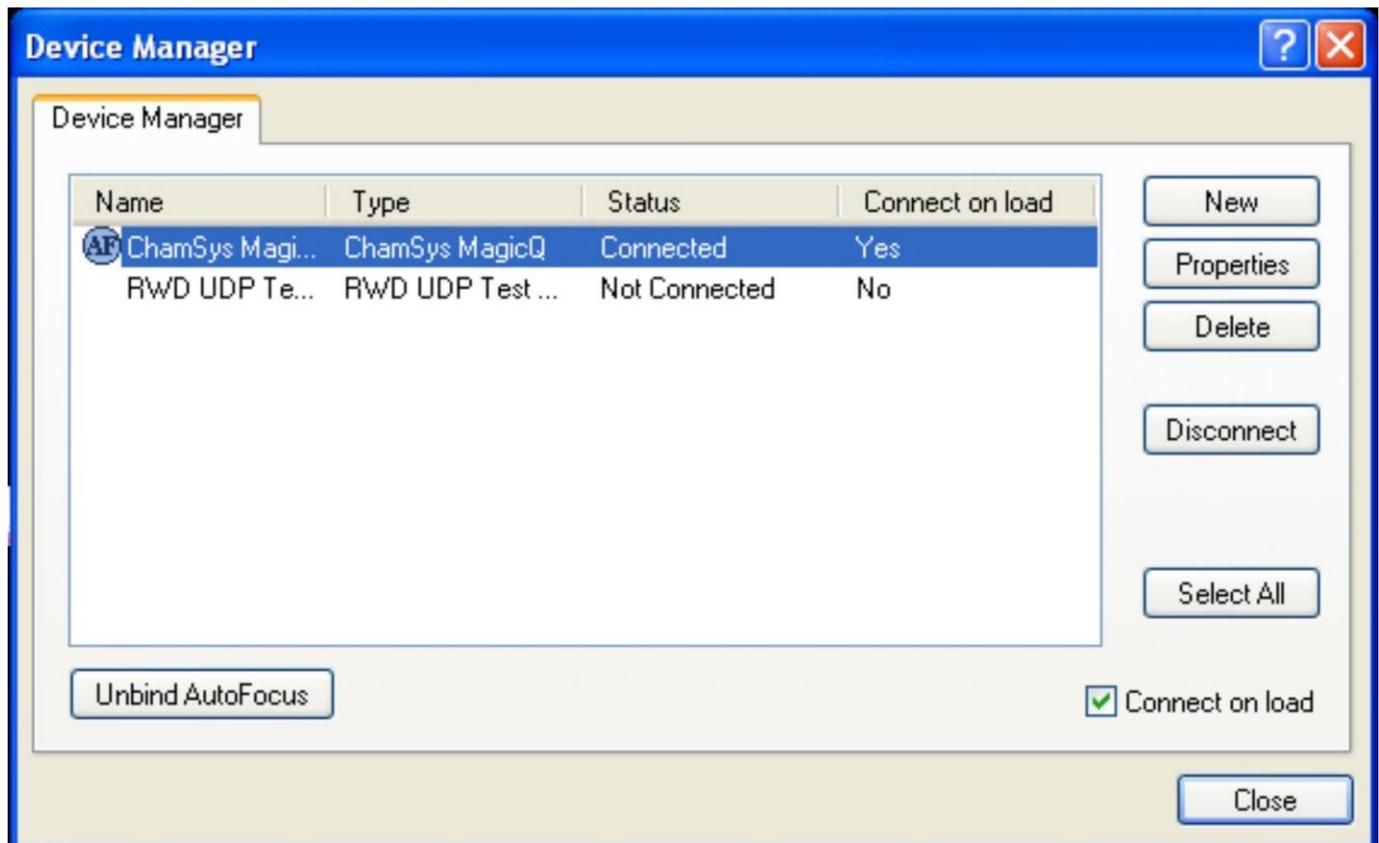 Device Manager
Device Manager
Name Type Status Connect on load
AF ChamSys Magi... ChamSys MagicQ Connected Yes
RWD UDP Te... RWD UDP Test ... Not Connected No
New
Properties
Delete
Disconnect
Select All
Unbind AutoFocus
Connect on load
Close